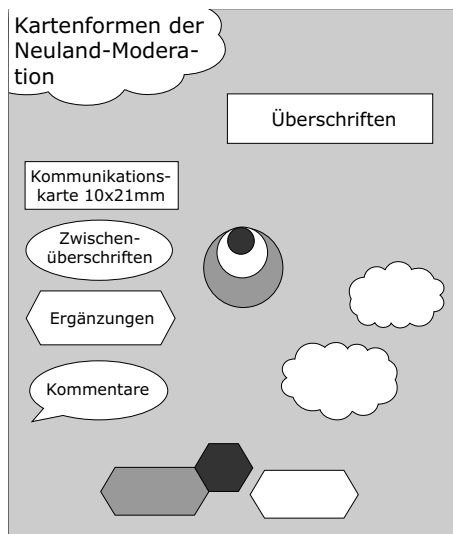 Kartenformen der
Neuland-Modera-
tion
Überschriften
Kommunikations-
karte 10x21mm
Zwischen-
überschriften
Ergänzungen
Kommentare